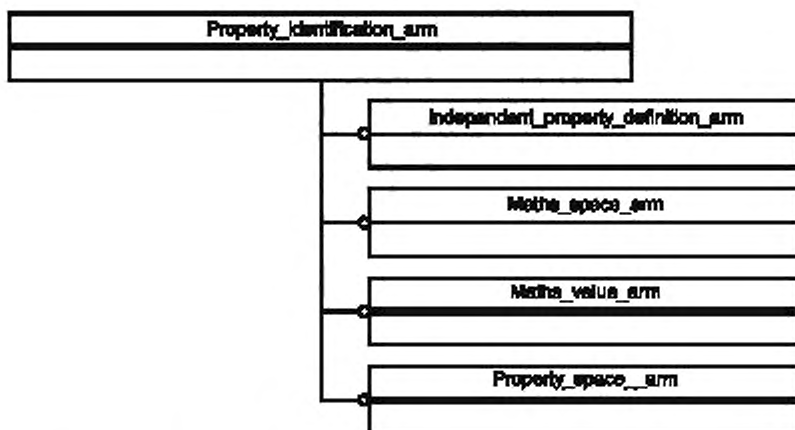 Property_identification_arm
Independent_property_definition_arm
Maths_space_arm
Maths_value_arm
Property_space__arm